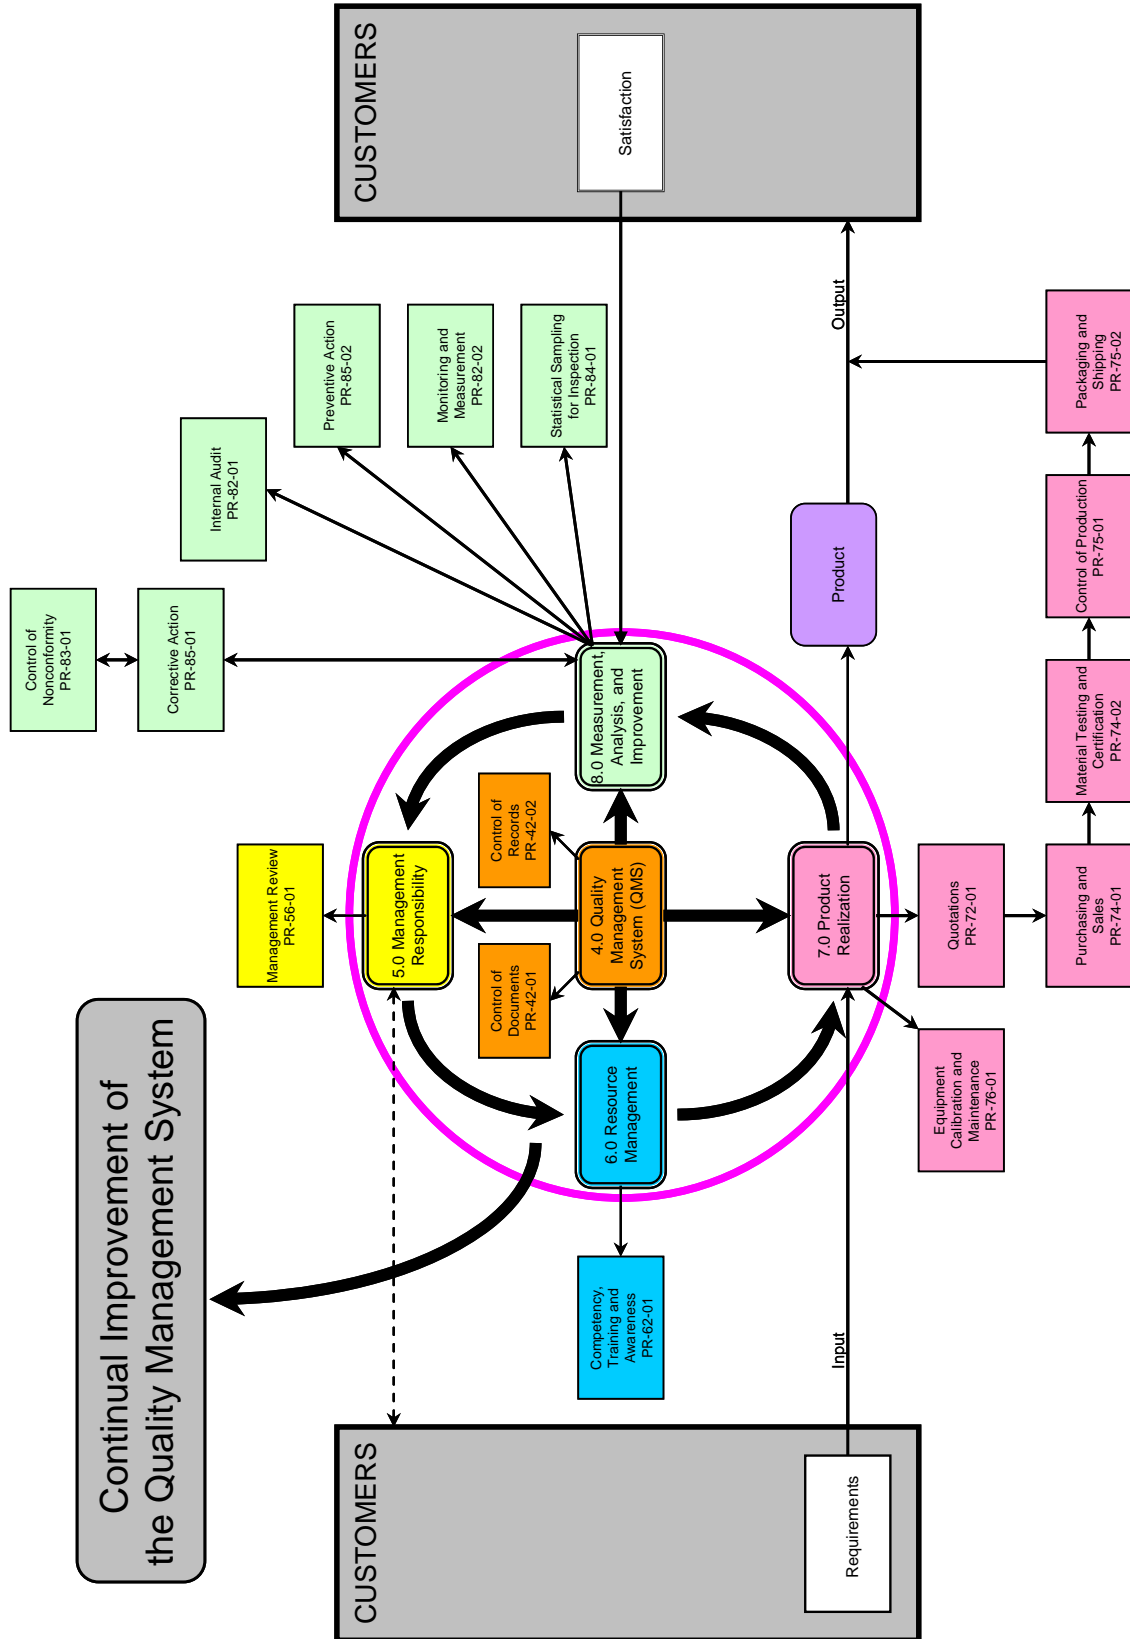 Continual Improvement of
the Quality Management System
CUSTOMERS
Requirements
CUSTOMERS
Satisfaction
Management Review
PR-56-01
Control of
Nonconformity
PR-83-01
Corrective Action
PR-85-01
Internal Audit
PR-82-01
Preventive Action
PR-85-02
Monitoring and
Measurement
PR-82-02
Statistical Sampling
for Inspection
PR-84-01
5.0 Management
Responsibility
Control of
Documents
PR-42-01
Control of
Records
PR-42-02
Competency,
Training and
Awareness
PR-62-01
6.0 Resource
Management
4.0 Quality
Management
System (QMS)
8.0 Measurement,
Analysis, and
Improvement
Input
7.0 Product
Realization
Product
Output
Equipment
Calibration and
Maintenance
PR-76-01
Quotations
PR-72-01
Purchasing and
Sales
PR-74-01
Material Testing and
Certification
PR-74-02
Control of Production
PR-75-01
Packaging and
Shipping
PR-75-02